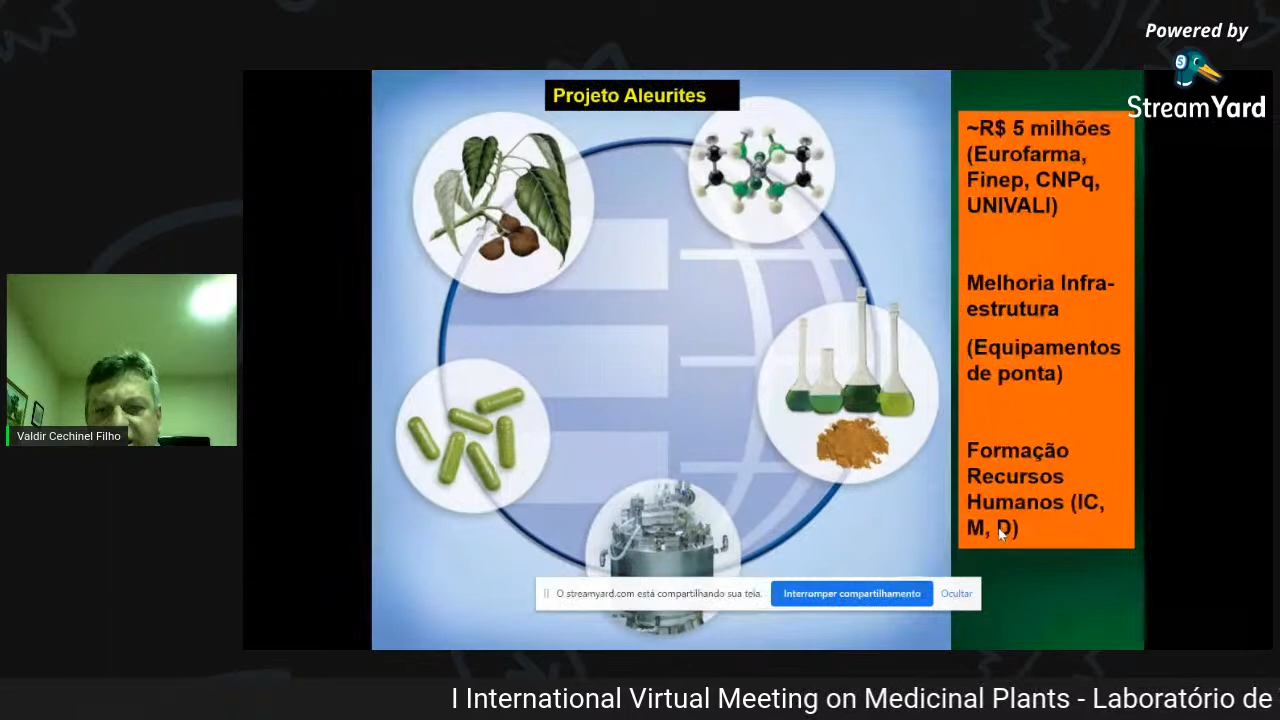 Powered by
StreamYard
Projeto Aleurites
~R$ 5 milhões
(Eurofarma,
Finep, CNPq,
UNIVALI)
Melhoria Infra-
estrutura
(Equipamentos
de ponta)
Formação
Recursos
Humanos (IC,
M, D)
Valdir Cechinel Filho
O streamyard.com está compartilhando sua tela.
Interromper compartilhamento
Ocultar
I International Virtual Meeting on Medicinal Plants - Laboratório de